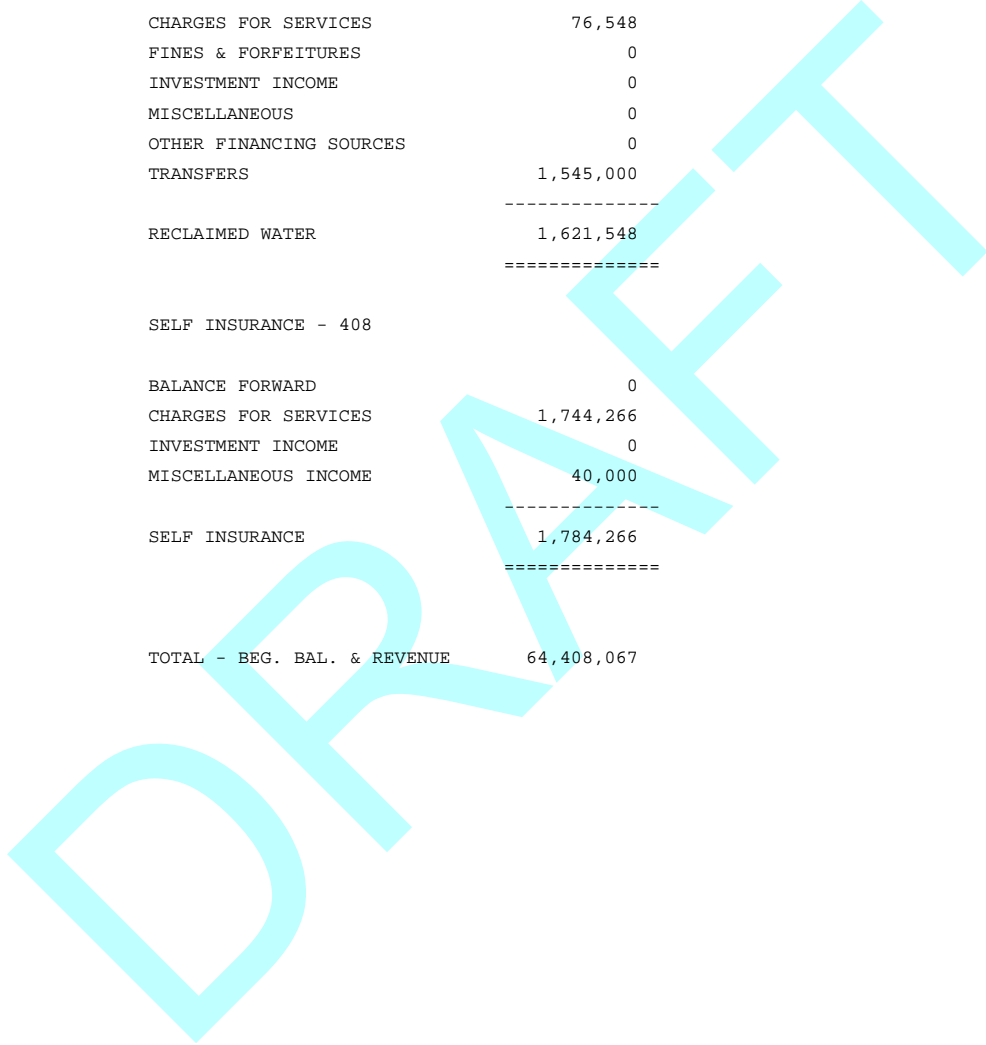 CHARGES FOR SERVICES 76,548
FINES & FORFEITURES 0
INVESTMENT INCOME 0
MISCELLANEOUS 0
OTHER FINANCING SOURCES 0
TRANSFERS 1,545,000
--------------
RECLAIMED WATER 1,621,548
==============
SELF INSURANCE - 408
BALANCE FORWARD 0
CHARGES FOR SERVICES 1,744,266
INVESTMENT INCOME 0
MISCELLANEOUS INCOME 40,000
--------------
SELF INSURANCE 1,784,266
==============
TOTAL - BEG. BAL. & REVENUE 64,408,067
DRAFT